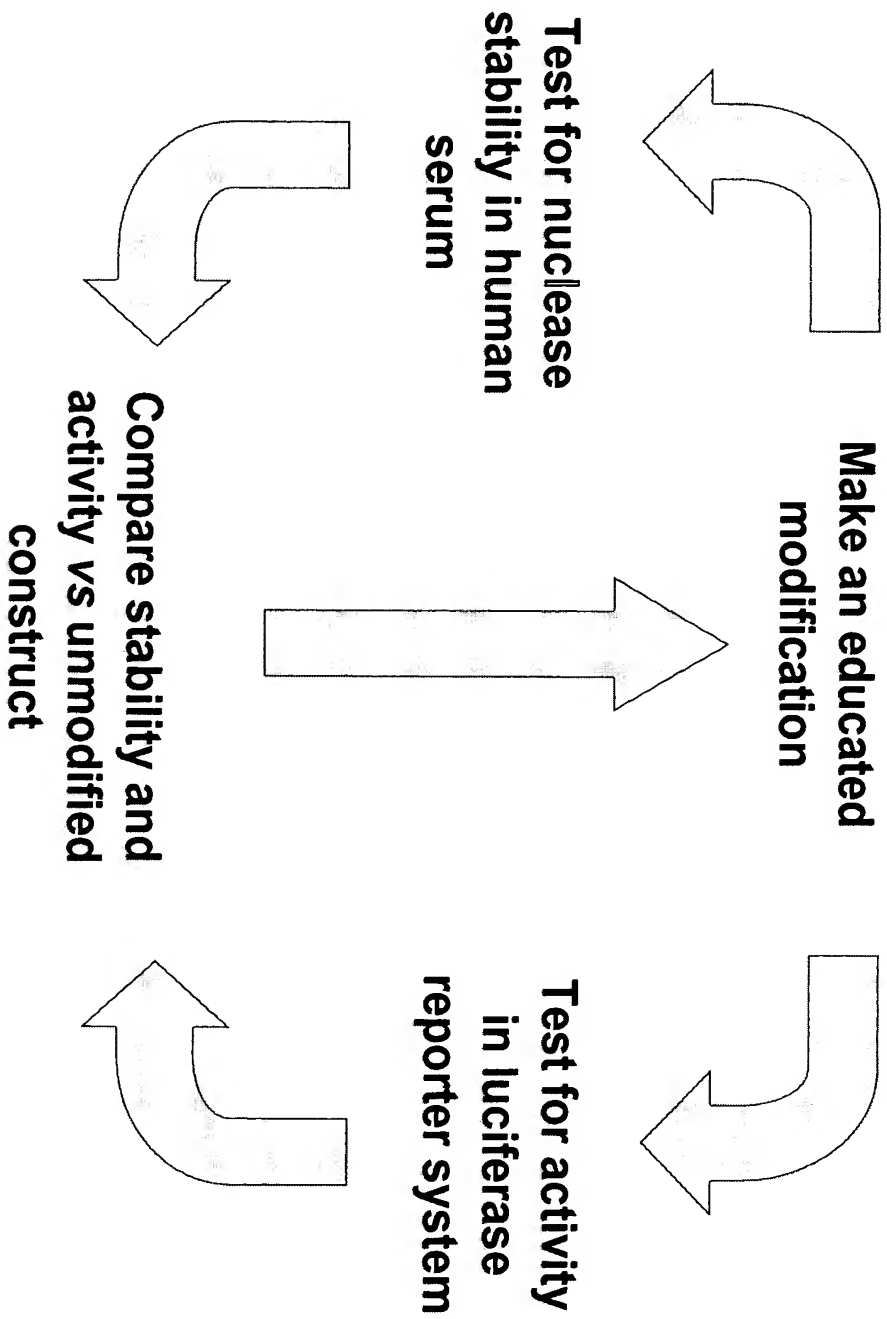 Make an educated
modification
Test for nuclease
stability in human
serum
Test for activity
in luciferase
reporter system
Compare stability and
activity vs unmodified
construct